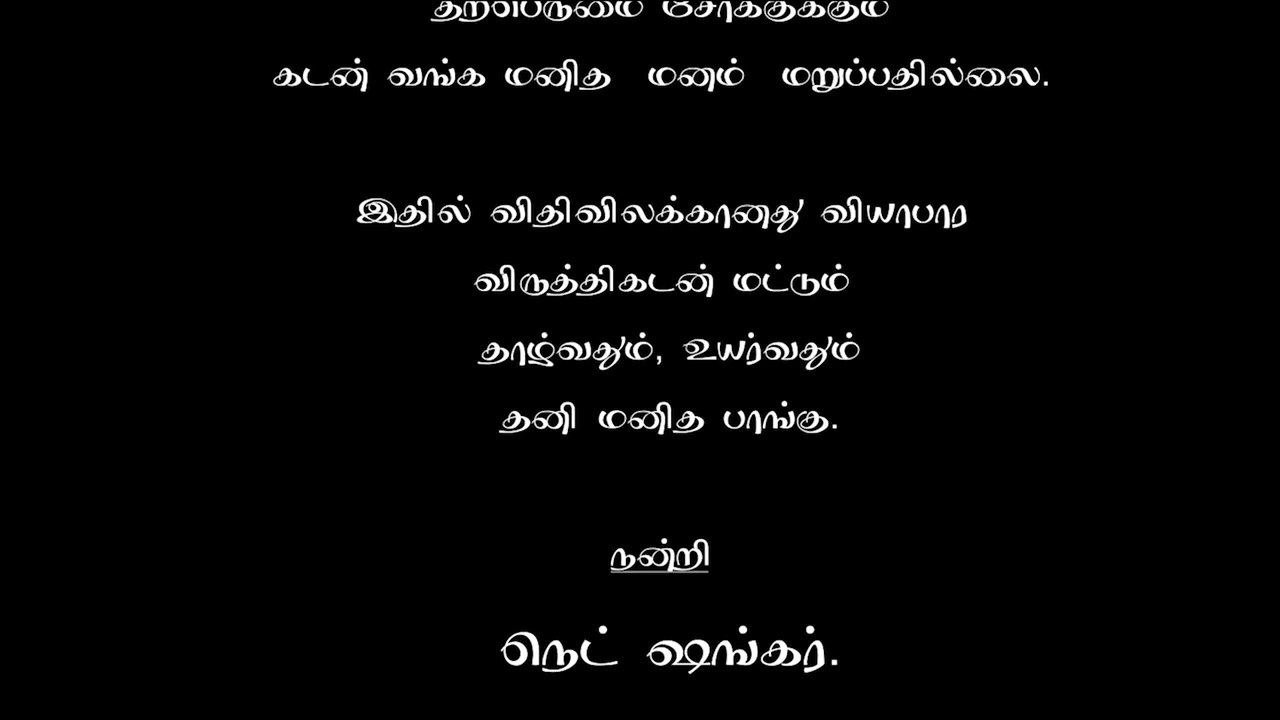 தற்பெருமை சேர்க்குக்கும்
கடன் வங்க மனித மனம் மறுப்பதில்லை.
இதில் விதிவிலக்கானது வியாபார
விருத்திகடன் மட்டும்
தாழ்வதும், உயர்வதும்
தனி மனித பாங்கு.
நன்றி
நெட் ஷங்கர்.